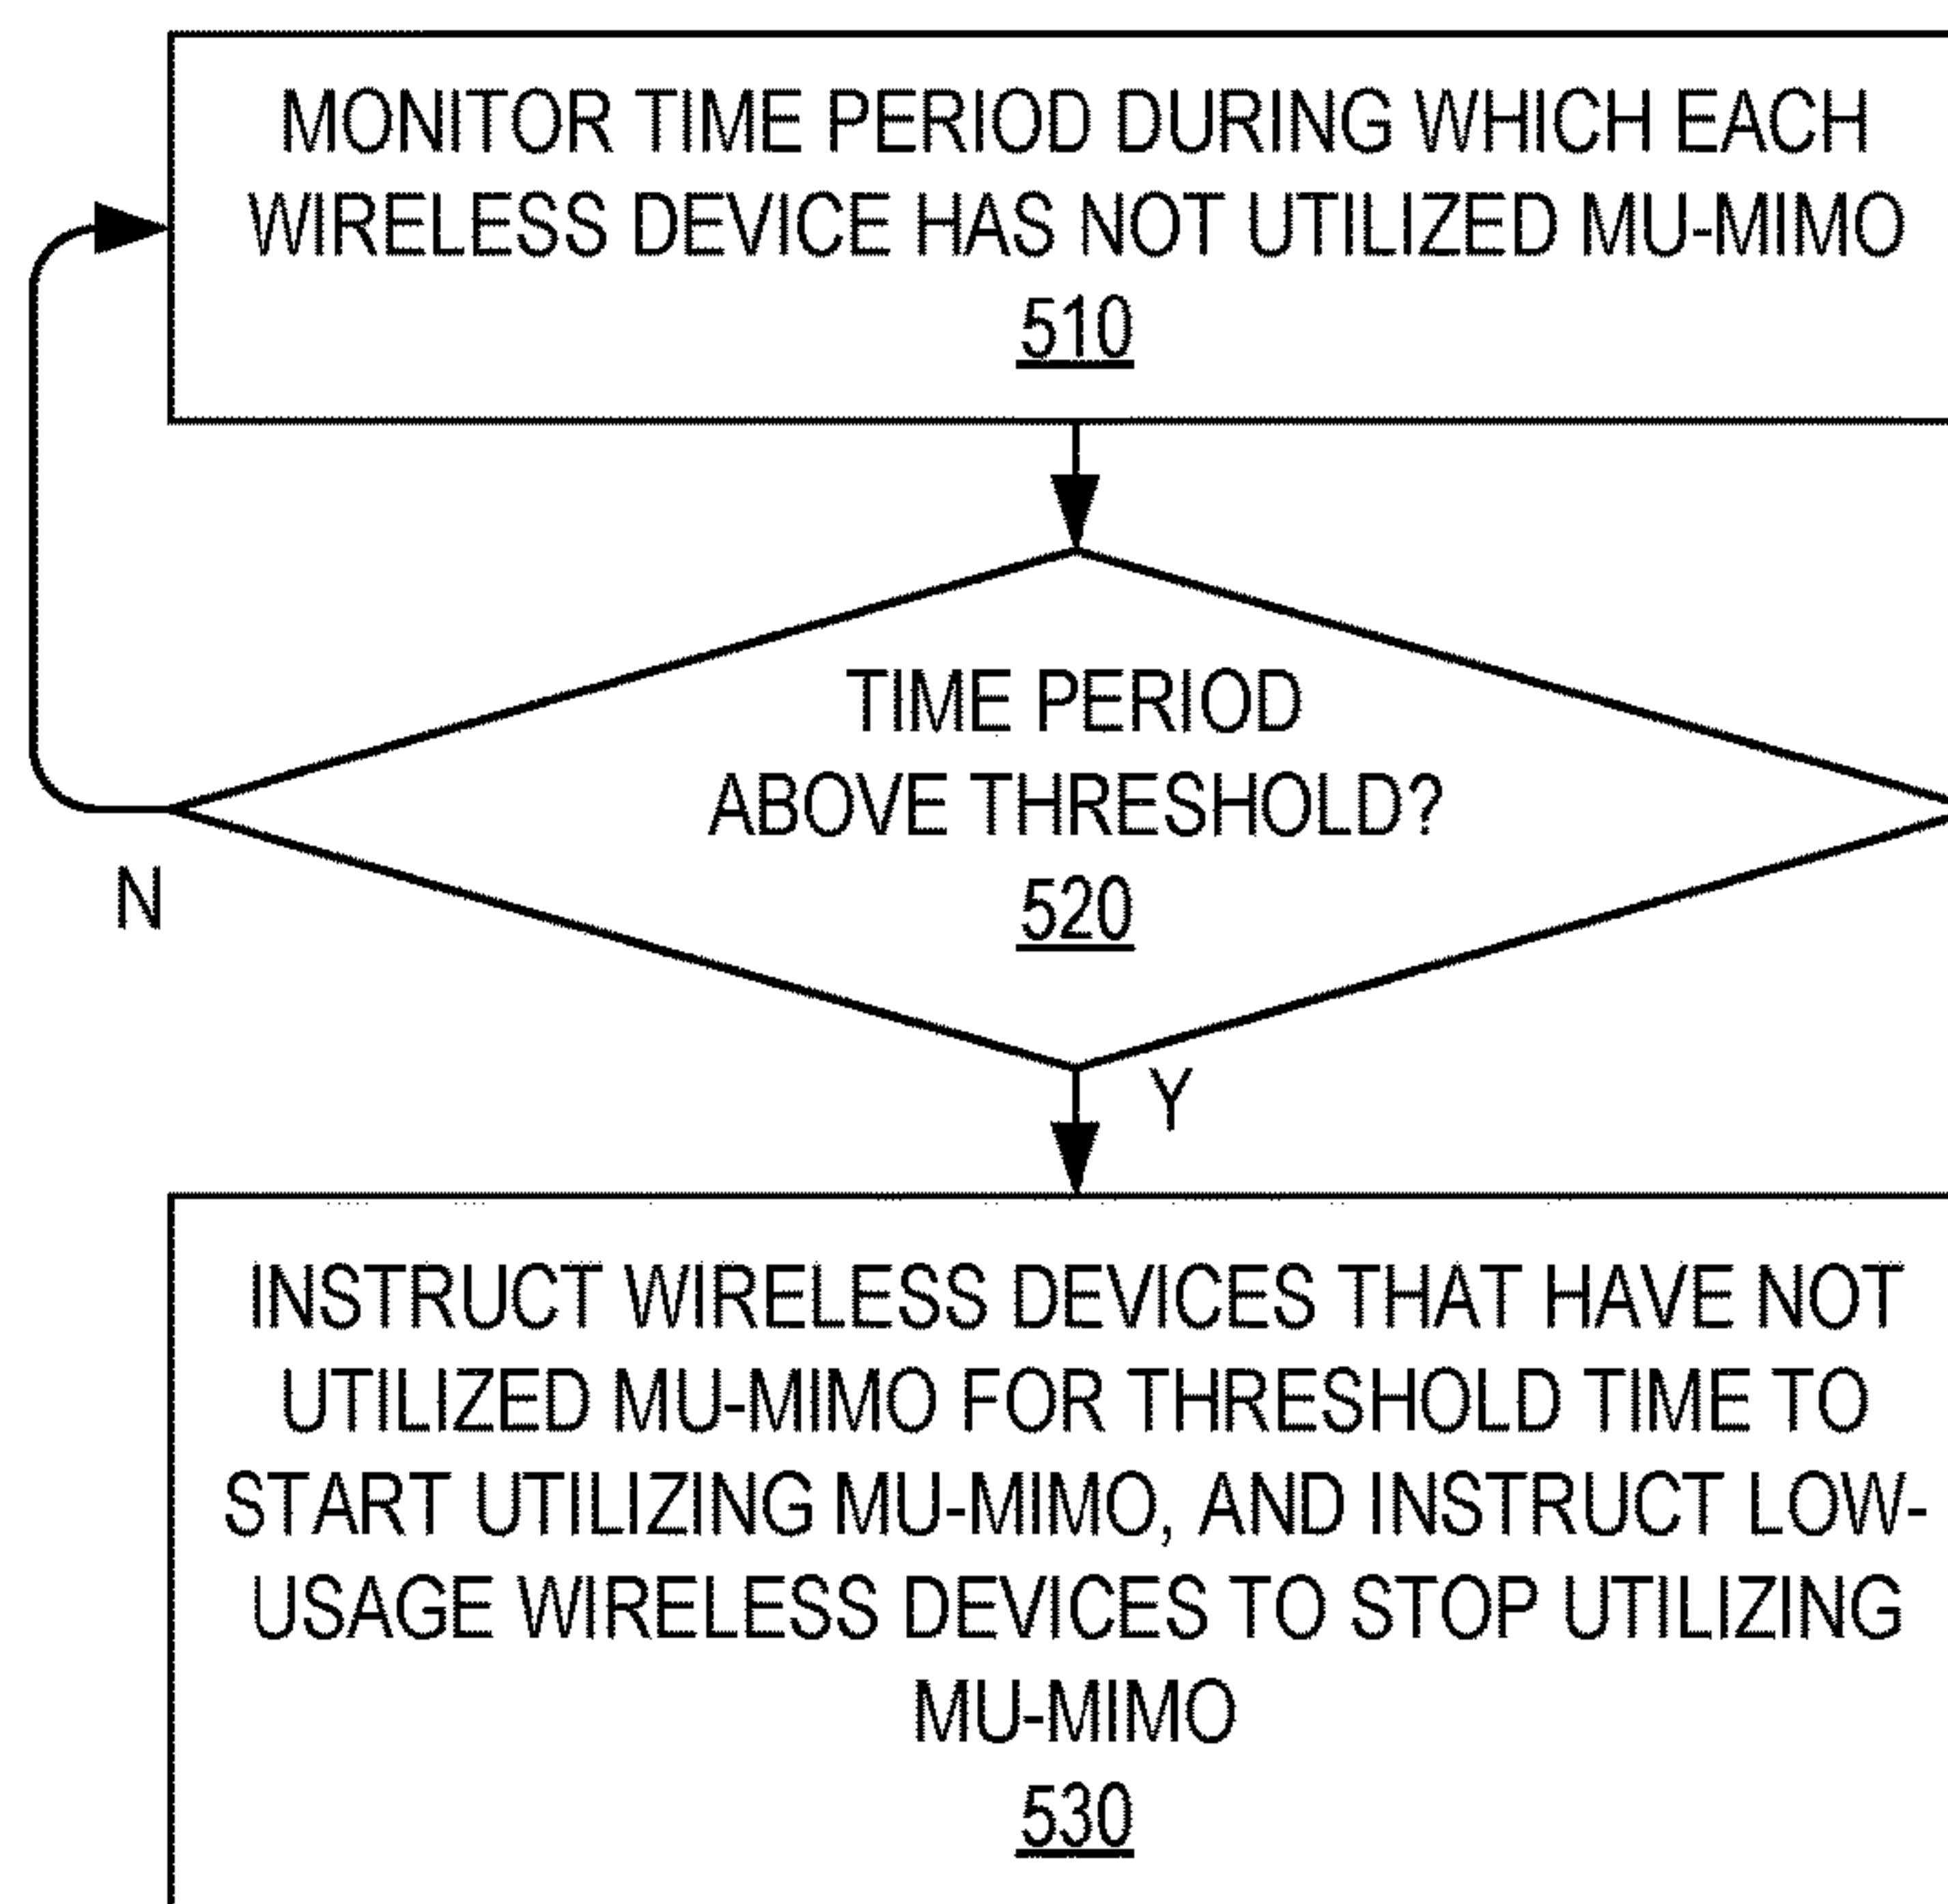 MONITOR TIME PERIOD DURING WHICH EACH
WIRELESS DEVICE HAS NOT UTILIZED MU-MIMO
510
TIME PERIOD
ABOVE THRESHOLD?
520
N
Y
INSTRUCT WIRELESS DEVICES THAT HAVE NOT
UTILIZED MU-MIMO FOR THRESHOLD TIME TO
START UTILIZING MU-MIMO, AND INSTRUCT LOW-
USAGE WIRELESS DEVICES TO STOP UTILIZING
MU-MIMO
530